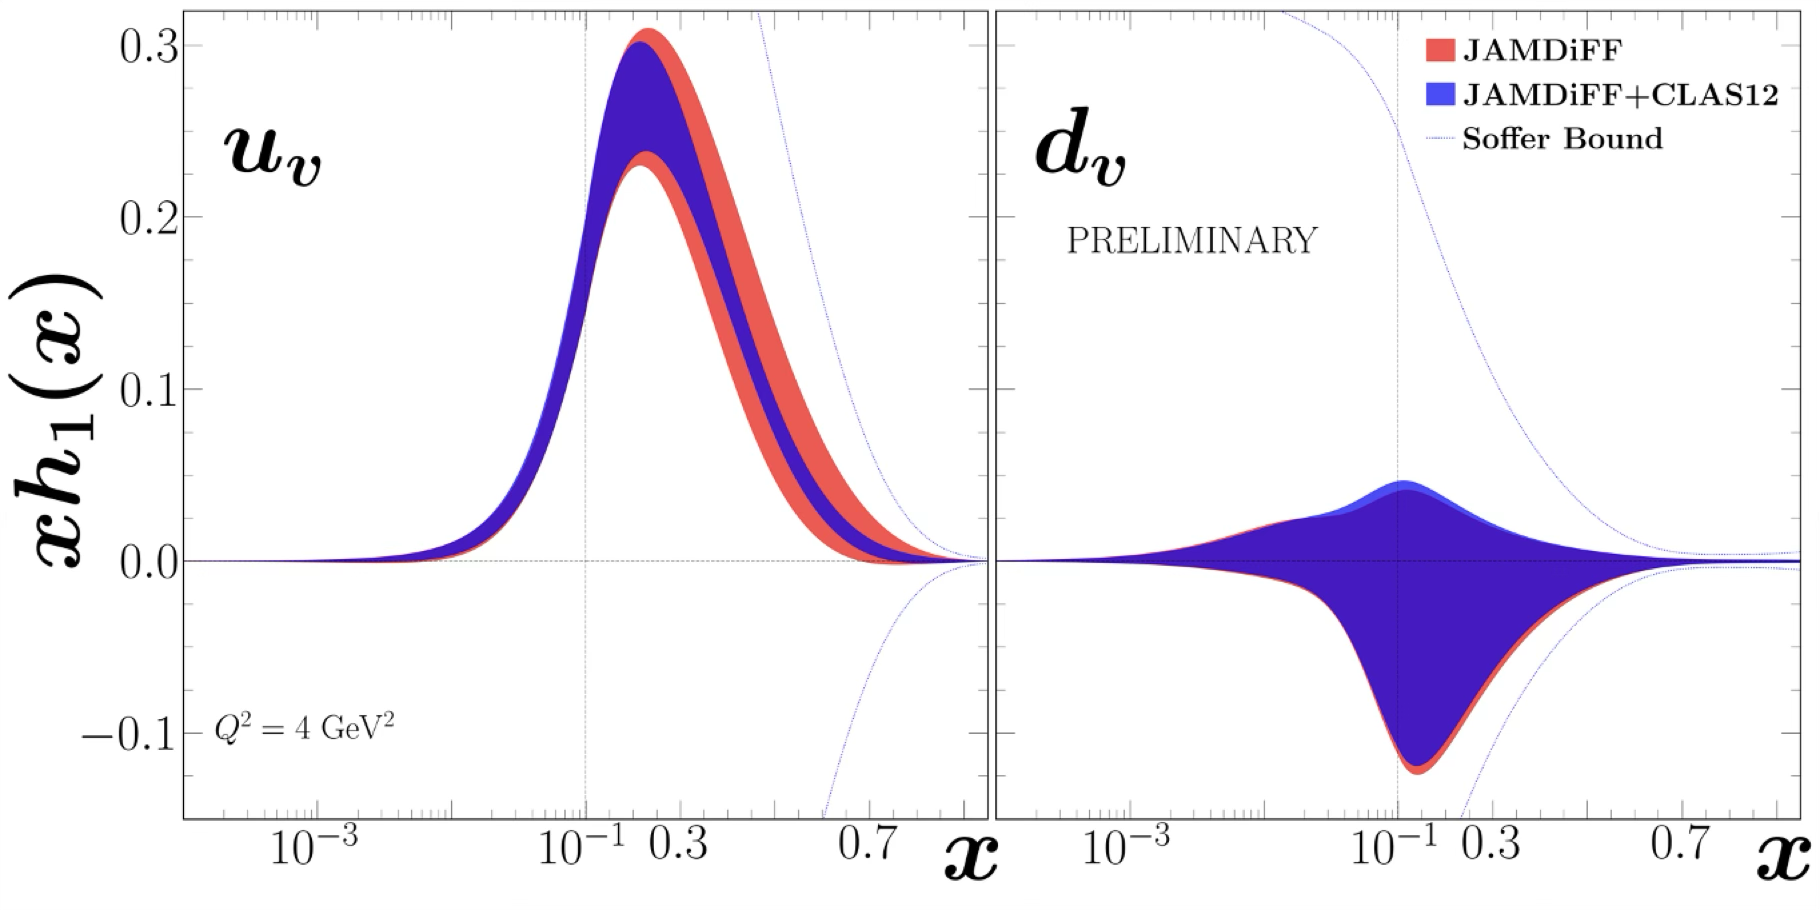 xh₁(x)
0.3
0.2
0.1
0.0
−0.1
uᵥ
Q² = 4 GeV²
10⁻³
10⁻¹
0.3
0.7
x
dᵥ
PRELIMINARY
JAMDiFF
JAMDiFF+CLAS12
Soffer Bound
10⁻³
10⁻¹
0.3
0.7
x